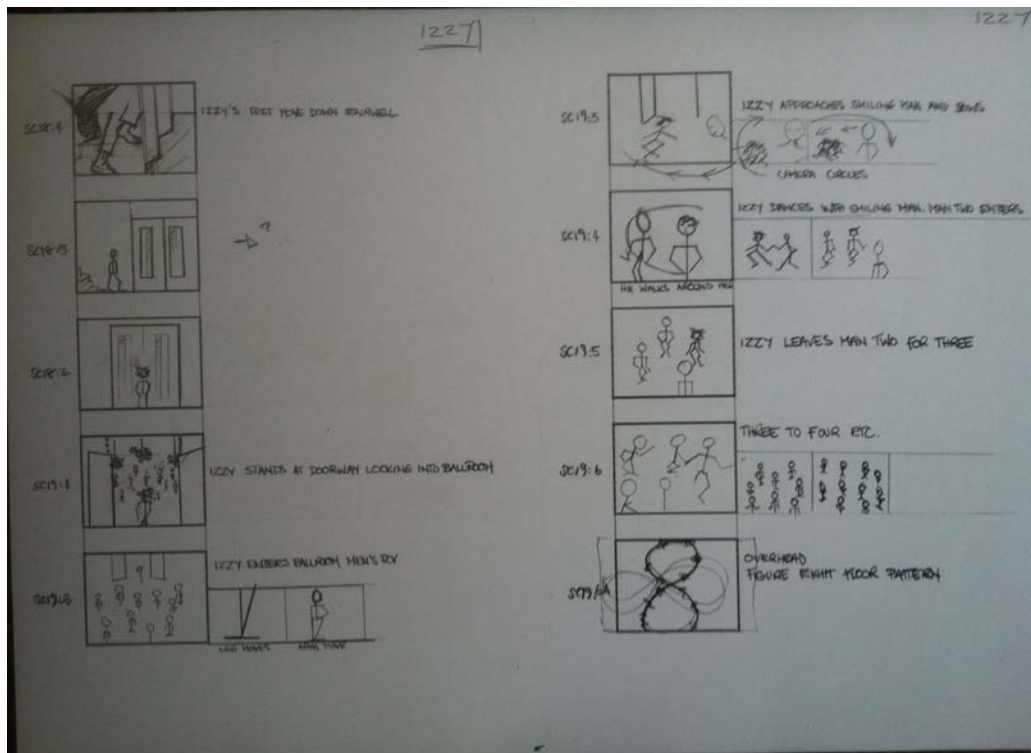 IZZY
IZZY
SC18:4
IZZY'S FEET MOVE DOWN STAIRWELL
SC18:5
?
SC18:6
SC19:1
IZZY STANDS AT DOORWAY LOOKING INTO BALLROOM
SC19:2
IZZY ENTERS BALLROOM MEN'S POV
LEG MOVES
ARMS MOVE
SC19:3
IZZY APPROACHES SMILING MAN AND
CAMERA CIRCLES
SC19:4
IZZY DANCES WITH SMILING MAN. MAN TWO ENTERS
HE WALKS AROUND HER
SC19:5
IZZY LEAVES MAN TWO FOR THREE
SC19:6
THREE TO FOUR ETC.
OVERHEAD
FIGURE EIGHT FLOOR PATTERN